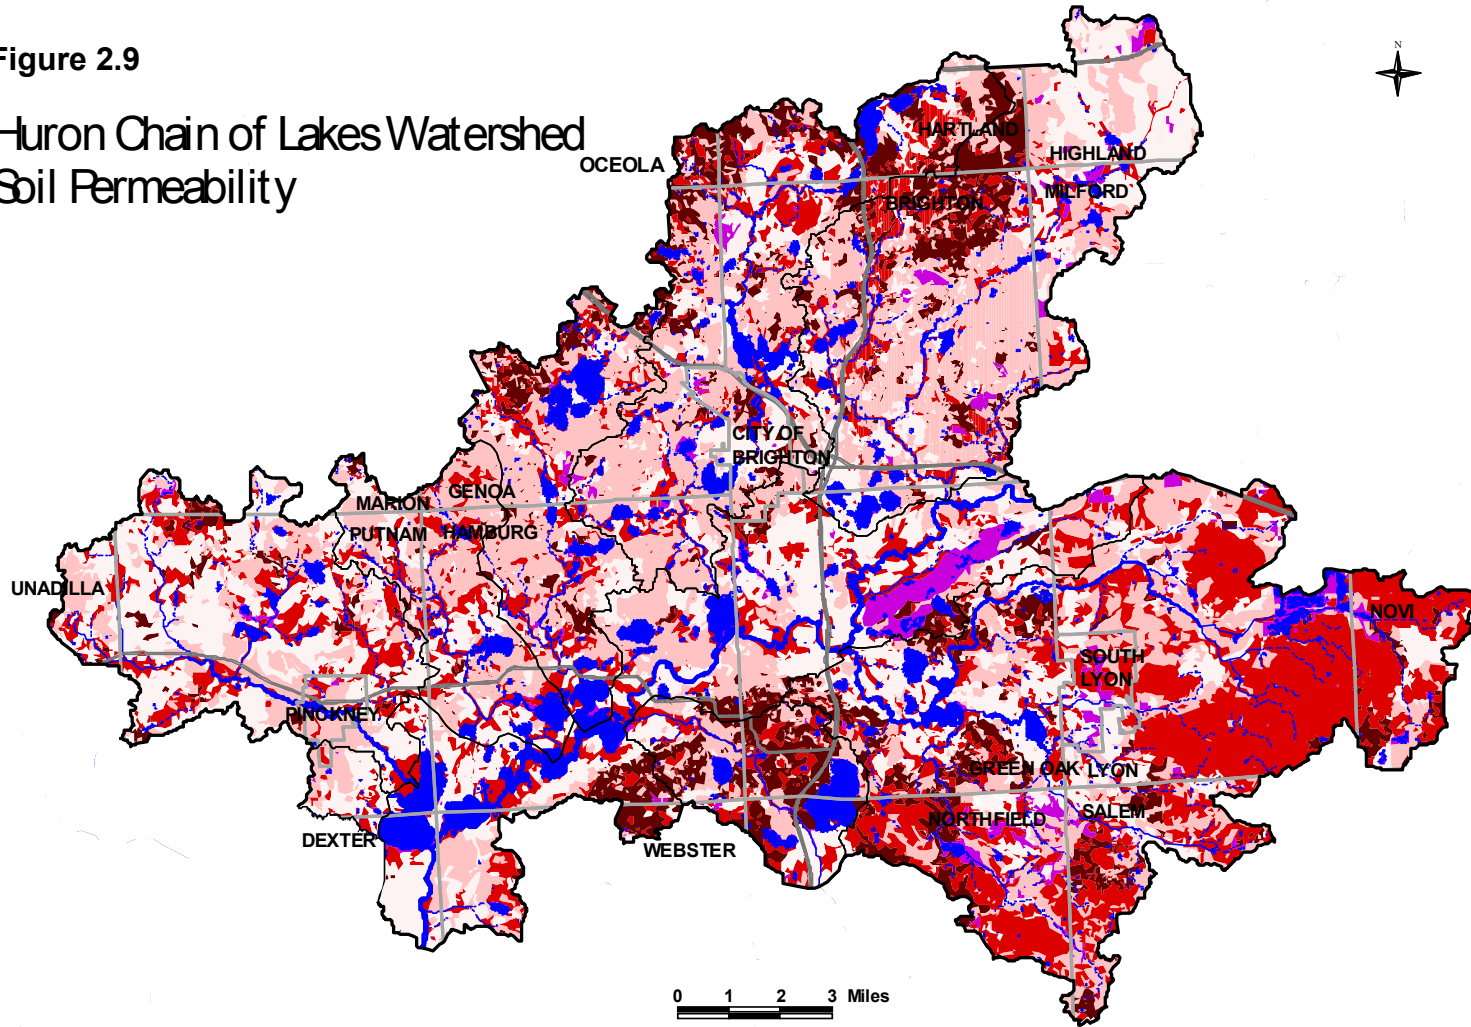 Figure 2.9
Huron Chain of Lakes Watershed
Soil Permeability
N
OCEOLA
HARTLAND
HIGHLAND
BRIGHTON
MILFORD
CITY OF
BRIGHTON
MARION
GENOA
PUTNAM
HAMBURG
UNADILLA
NOVI
SOUTH
LYON
PINCKNEY
GREEN OAK
LYON
DEXTER
WEBSTER
NORTHFIELD
SALEM
0 1 2 3 Miles